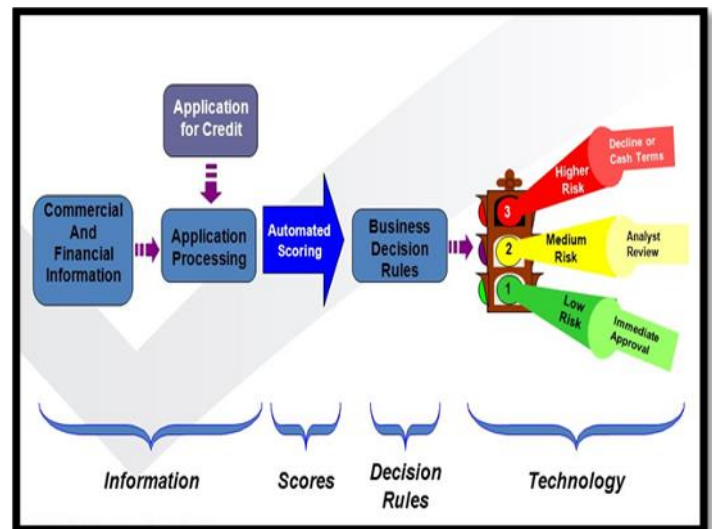 Application
for Credit
Commercial
And
Financial
Information
Application
Processing
Automated
Scoring
Business
Decision
Rules
3
2
1
Higher
Risk
Decline or
Cash Terms
Medium
Risk
Analyst
Review
Low
Risk
Immediate
Approval
Information
Scores
Decision
Rules
Technology